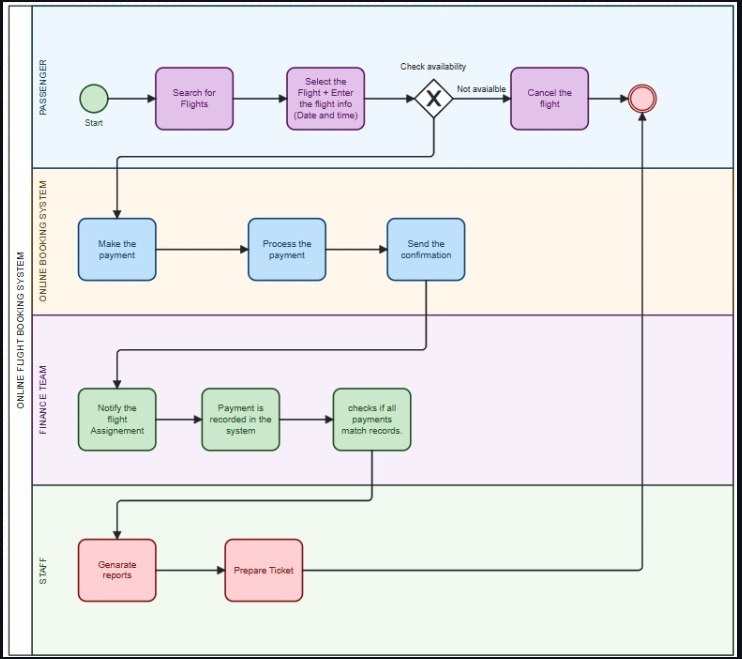 ONLINE FLIGHT BOOKING SYSTEM
PASSENGER
Start
Search for
Flights
Select the
Flight + Enter
the flight info
(Date and time)
Check availability
X
Not avaialble
Cancel the
flight
ONLINE BOOKING SYSTEM
Make the
payment
Process the
payment
Send the
confirmation
FINANCE TEAM
Notify the
flight
Assignement
Payment is
recorded in the
system
checks if all
payments
match records.
STAFF
Genarate
reports
Prepare Ticket